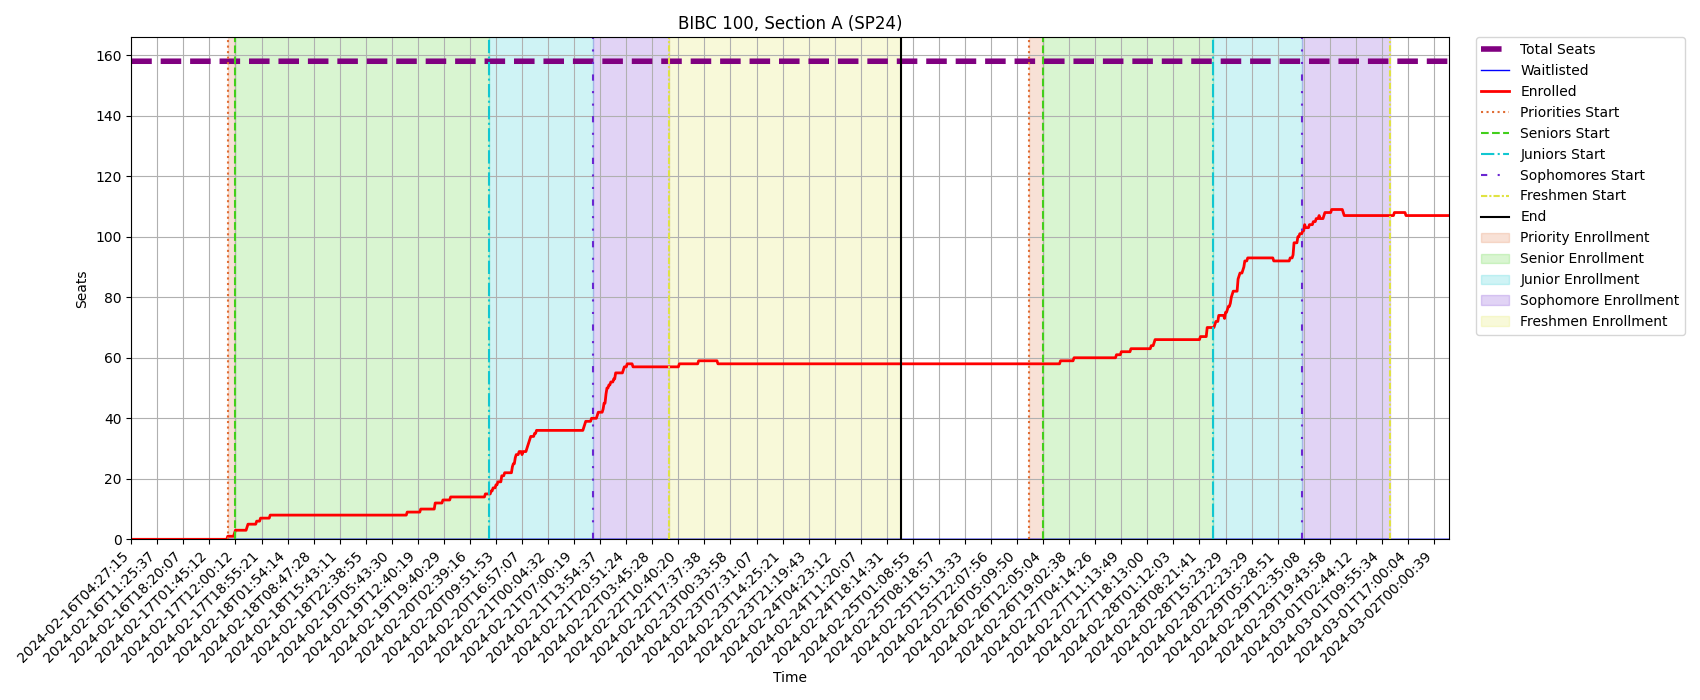 BIBC 100, Section A (SP24)
Total Seats
Waitlisted
Enrolled
Priorities Start
Seniors Start
Juniors Start
Sophomores Start
Freshmen Start
End
Priority Enrollment
Senior Enrollment
Junior Enrollment
Sophomore Enrollment
Freshmen Enrollment
Seats
160
140
120
100
80
60
40
20
0
2024-02-16T04:27:15
2024-02-16T11:25:37
2024-02-16T18:20:07
2024-02-17T01:45:12
2024-02-17T12:00:12
2024-02-17T18:55:21
2024-02-18T01:54:14
2024-02-18T08:47:28
2024-02-18T15:43:11
2024-02-18T22:38:55
2024-02-19T05:43:30
2024-02-19T12:40:19
2024-02-19T19:40:29
2024-02-20T02:39:16
2024-02-20T09:51:53
2024-02-20T16:57:07
2024-02-21T00:04:32
2024-02-21T07:00:19
2024-02-21T13:54:37
2024-02-21T20:51:24
2024-02-22T03:45:28
2024-02-22T10:40:20
2024-02-22T17:37:38
2024-02-23T00:33:58
2024-02-23T07:31:07
2024-02-23T14:25:21
2024-02-23T21:19:43
2024-02-24T04:23:12
2024-02-24T11:20:07
2024-02-24T18:14:31
2024-02-25T01:08:55
2024-02-25T08:18:57
2024-02-25T15:13:33
2024-02-25T22:07:56
2024-02-26T05:09:50
2024-02-26T12:05:04
2024-02-26T19:02:38
2024-02-27T04:14:26
2024-02-27T11:13:49
2024-02-27T18:13:00
2024-02-28T01:12:03
2024-02-28T08:21:41
2024-02-28T15:23:29
2024-02-28T22:23:29
2024-02-29T05:28:51
2024-02-29T12:35:08
2024-02-29T19:43:58
2024-03-01T02:44:12
2024-03-01T09:55:34
2024-03-01T17:00:04
2024-03-02T00:00:39
Time